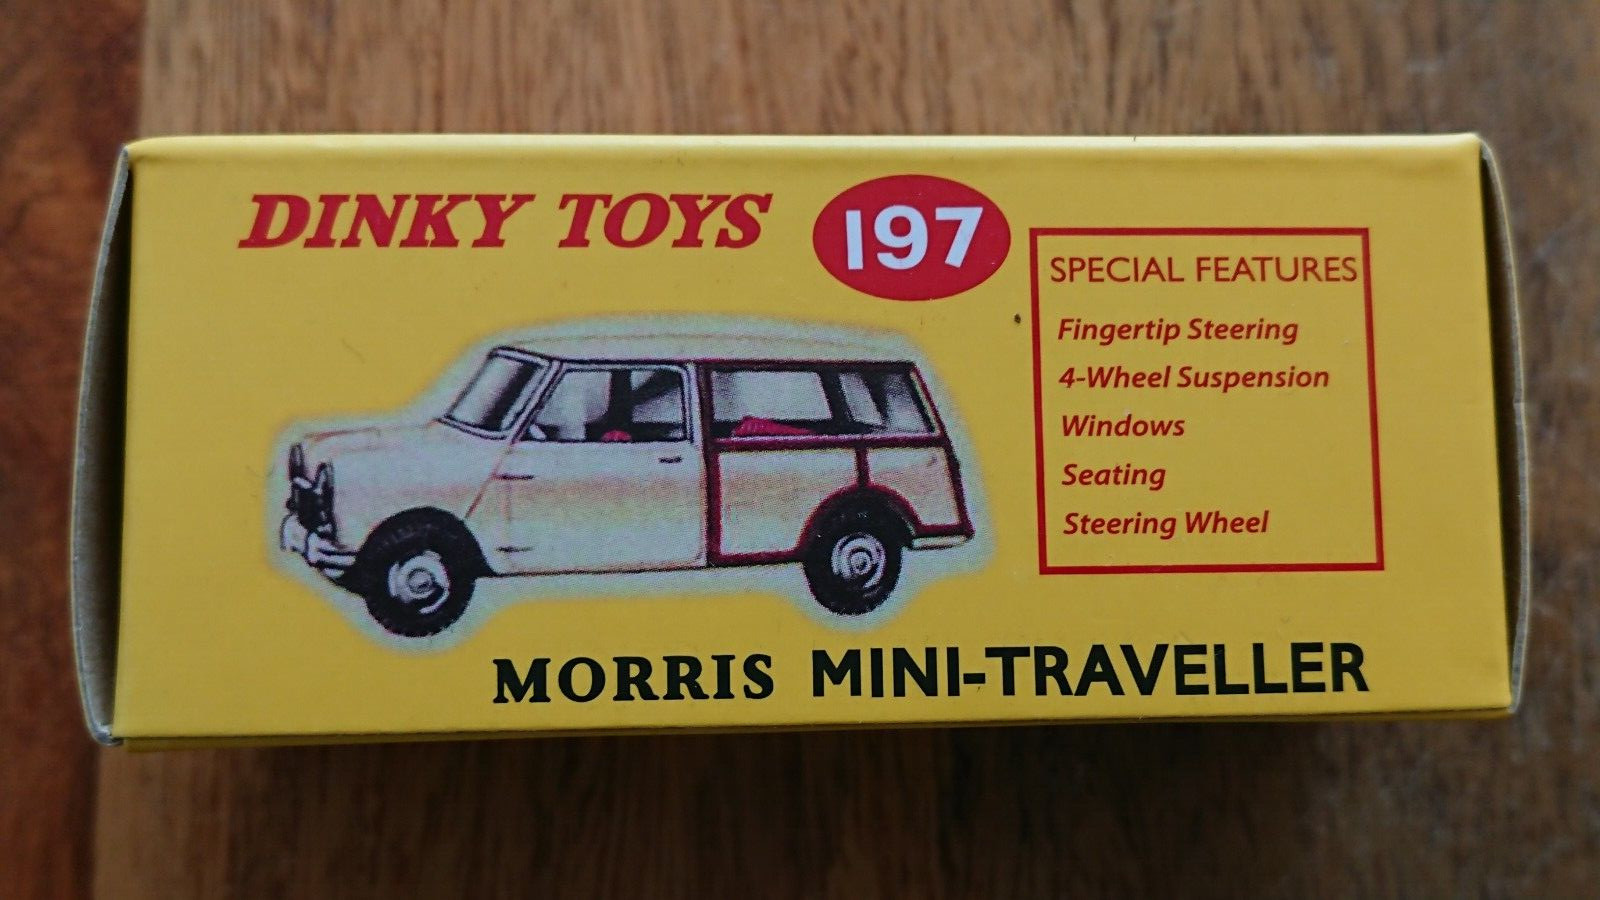 DINKY TOYS
197
SPECIAL FEATURES
Fingertip Steering
4-Wheel Suspension
Windows
Seating
Steering Wheel
MORRIS MINI-TRAVELLER